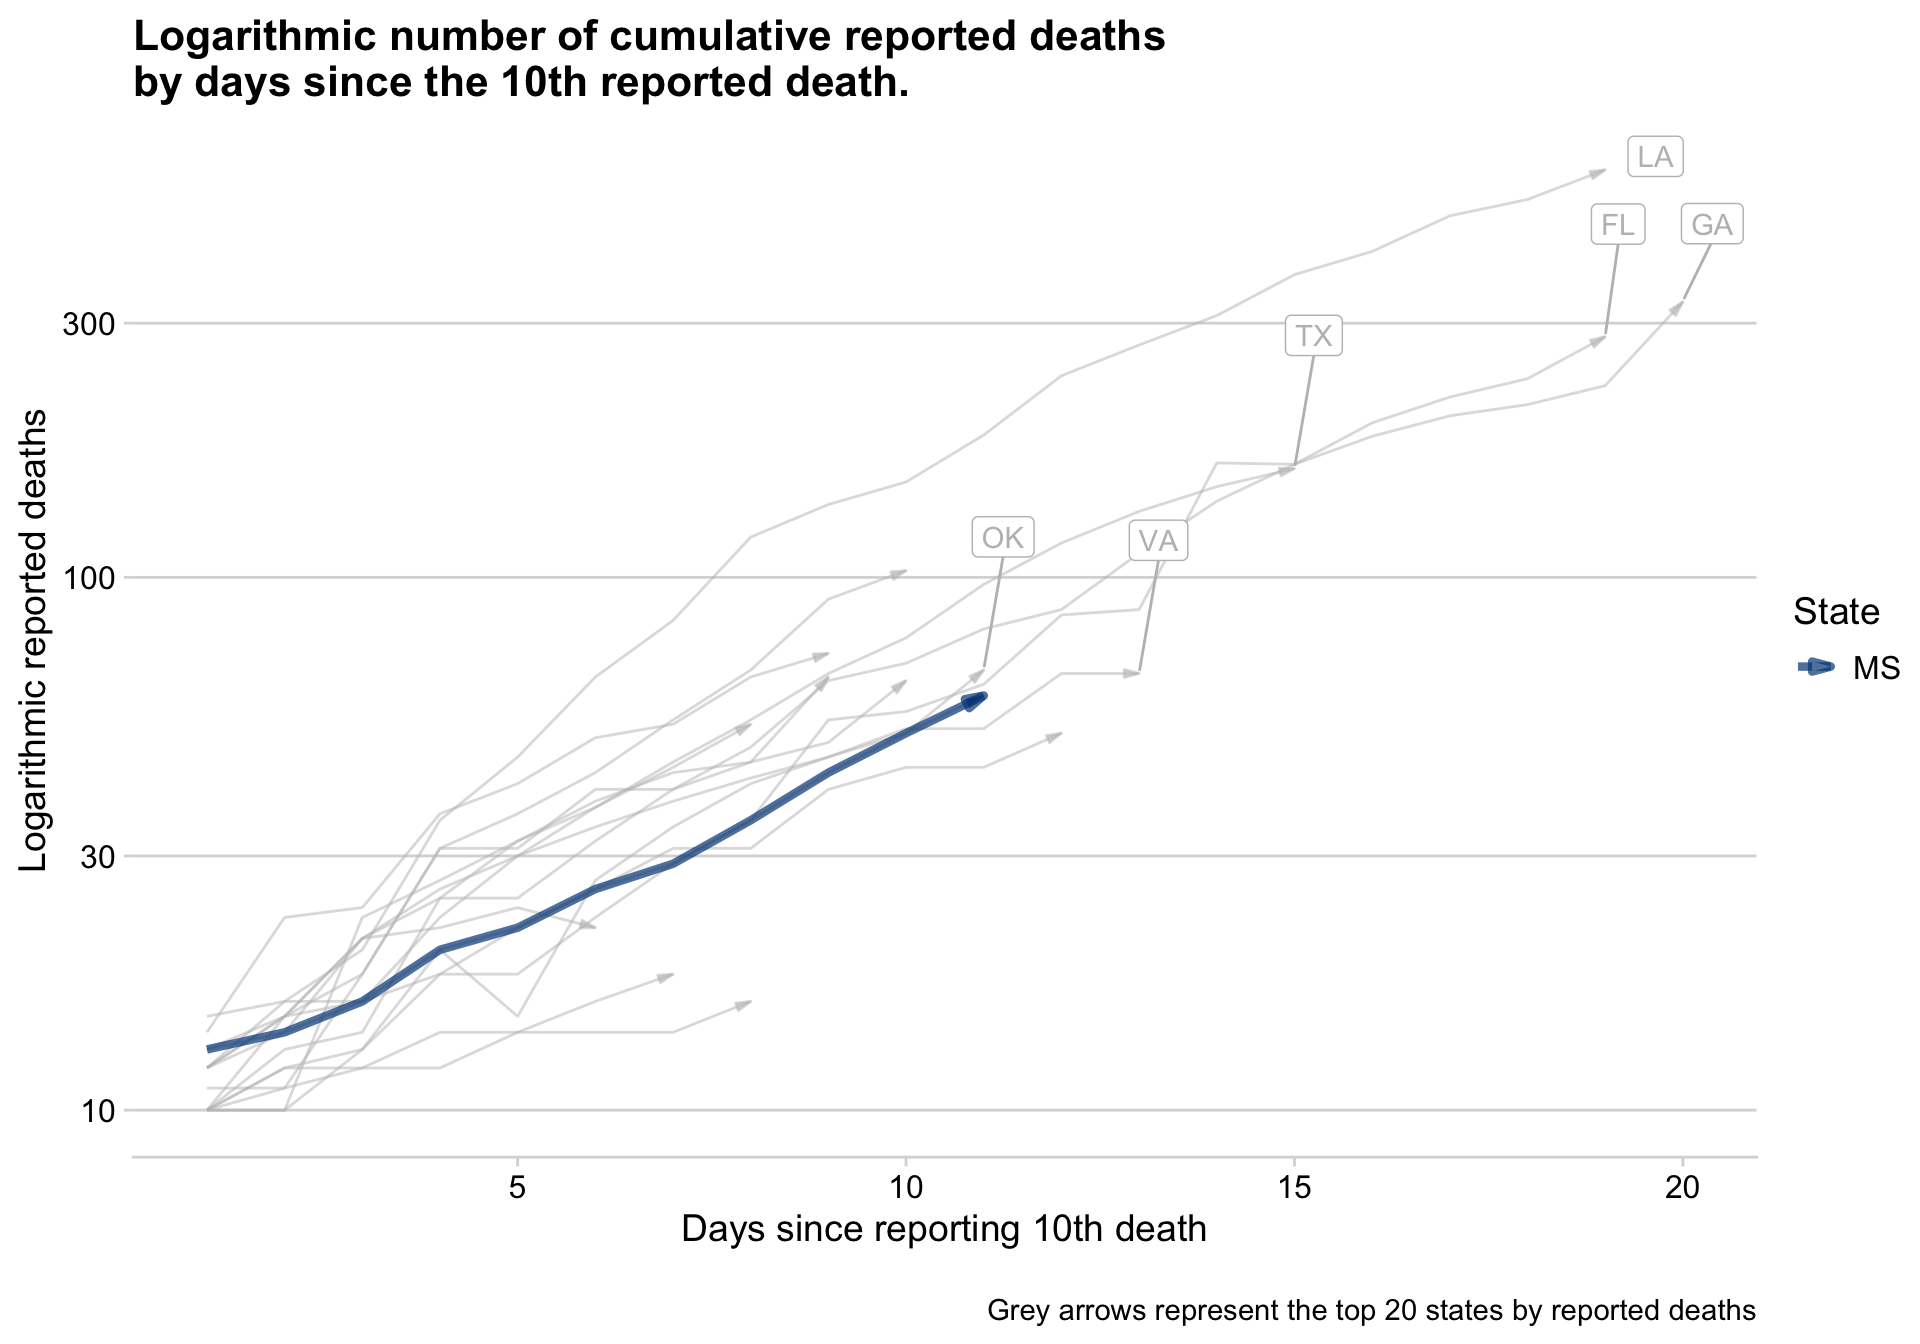 Logarithmic number of cumulative reported deaths
by days since the 10th reported death.
LA
FL
GA
300
TX
OK
VA
100
Logarithmic reported deaths
State
MS
30
10
5
10
15
20
Days since reporting 10th death
Grey arrows represent the top 20 states by reported deaths